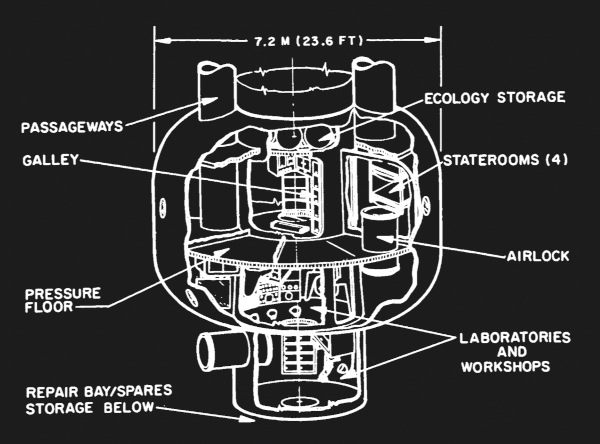 7.2 M (23.6 FT)
ECOLOGY STORAGE
PASSAGEWAYS
GALLEY
STATEROOMS (4)
AIRLOCK
PRESSURE
FLOOR
LABORATORIES
AND
WORKSHOPS
REPAIR BAY/SPARES
STORAGE BELOW